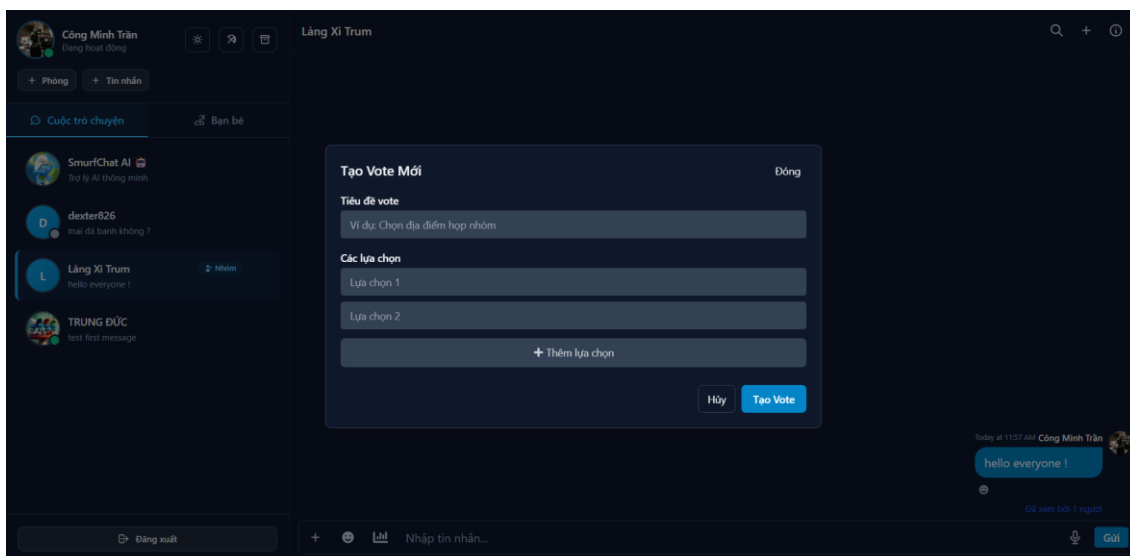 Công Minh Trần
Đang hoạt động
+ Phòng
+ Tin nhắn
Cuộc trò chuyện
Bạn bè
SmurfChat AI
Trợ lý AI thông minh
D
dexter826
mai đá banh không ?
L
Làng Xì Trum
Nhóm
hello everyone !
TRUNG ĐỨC
test first message
Đăng xuất
Làng Xì Trum
Tạo Vote Mới
Đóng
Tiêu đề vote
Ví dụ: Chọn địa điểm họp nhóm
Các lựa chọn
Lựa chọn 1
Lựa chọn 2
+ Thêm lựa chọn
Hủy
Tạo Vote
Today at 11:57 AM Công Minh Trần
hello everyone !
Đã xem bởi 1 người
Nhập tin nhắn...
Gửi